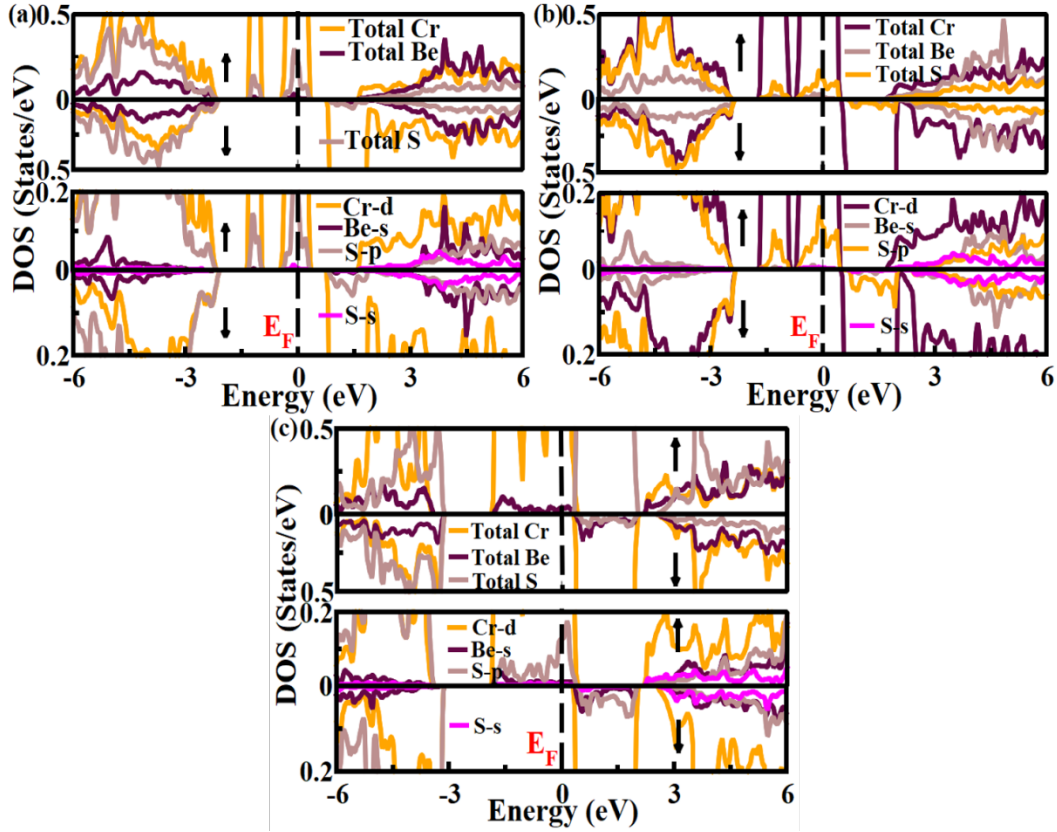 (a)
0.5
Total Cr
Total Be
0
Total S
0.5
0.2
Cr-d
Be-s
S-p
0
S-s
E_F
0.2
-6 -3 0 3 6
Energy (eV)
DOS (States/eV)
(b)
0.5
Total Cr
Total Be
Total S
0
0.5
0.2
Cr-d
Be-s
S-p
0
S-s
E_F
0.2
-6 -3 0 3 6
Energy (eV)
DOS (States/eV)
(c)
0.5
0
Total Cr
Total Be
Total S
0.5
0.2
Cr-d
Be-s
S-p
0
S-s
E_F
0.2
-6 -3 0 3 6
Energy (eV)
DOS (States/eV)